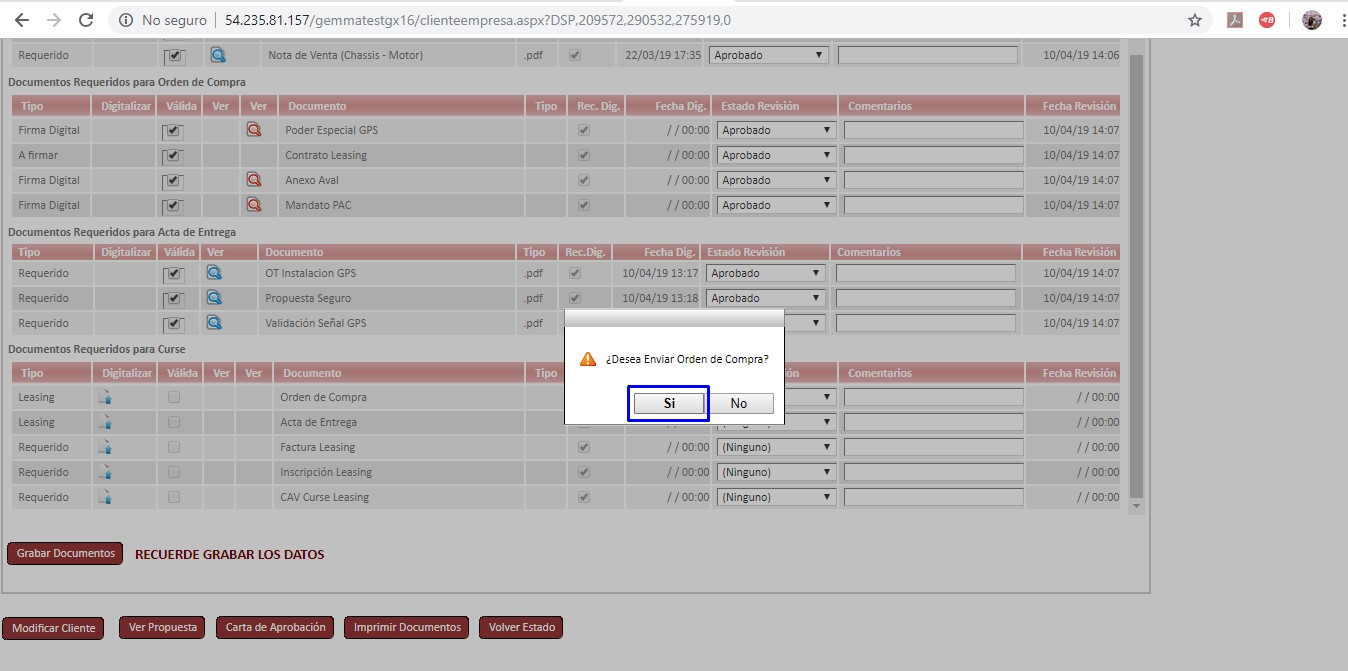 No seguro 54.235.81.157/gemmatestgx16/clienteempresa.aspx?DSP,209572,290532,275919,0
Requerido Nota de Venta (Chassis - Motor) .pdf 22/03/19 17:35 Aprobado 10/04/19 14:06
Documentos Requeridos para Orden de Compra
Tipo Digitalizar Válida Ver Ver Documento Tipo Rec. Dig. Fecha Dig. Estado Revisión Comentarios Fecha Revisión
Firma Digital Poder Especial GPS / / 00:00 Aprobado 10/04/19 14:07
A firmar Contrato Leasing / / 00:00 Aprobado 10/04/19 14:07
Firma Digital Anexo Aval / / 00:00 Aprobado 10/04/19 14:07
Firma Digital Mandato PAC / / 00:00 Aprobado 10/04/19 14:07
Documentos Requeridos para Acta de Entrega
Tipo Digitalizar Válida Ver Documento Tipo Rec.Dig. Fecha Dig. Estado Revisión Comentarios Fecha Revisión
Requerido OT Instalacion GPS .pdf 10/04/19 13:17 Aprobado 10/04/19 14:07
Requerido Propuesta Seguro .pdf 10/04/19 13:18 Aprobado 10/04/19 14:07
Requerido Validación Señal GPS .pdf 10/04/19 14:07
Documentos Requeridos para Curse
Tipo Digitalizar Válida Ver Ver Documento Tipo Comentarios Fecha Revisión
Leasing Orden de Compra / / 00:00
Leasing Acta de Entrega / / 00:00
Requerido Factura Leasing / / 00:00 (Ninguno) / / 00:00
Requerido Inscripción Leasing / / 00:00 (Ninguno) / / 00:00
Requerido CAV Curse Leasing / / 00:00 (Ninguno) / / 00:00
¿Desea Enviar Orden de Compra?
Si No
Grabar Documentos RECUERDE GRABAR LOS DATOS
Modificar Cliente Ver Propuesta Carta de Aprobación Imprimir Documentos Volver Estado